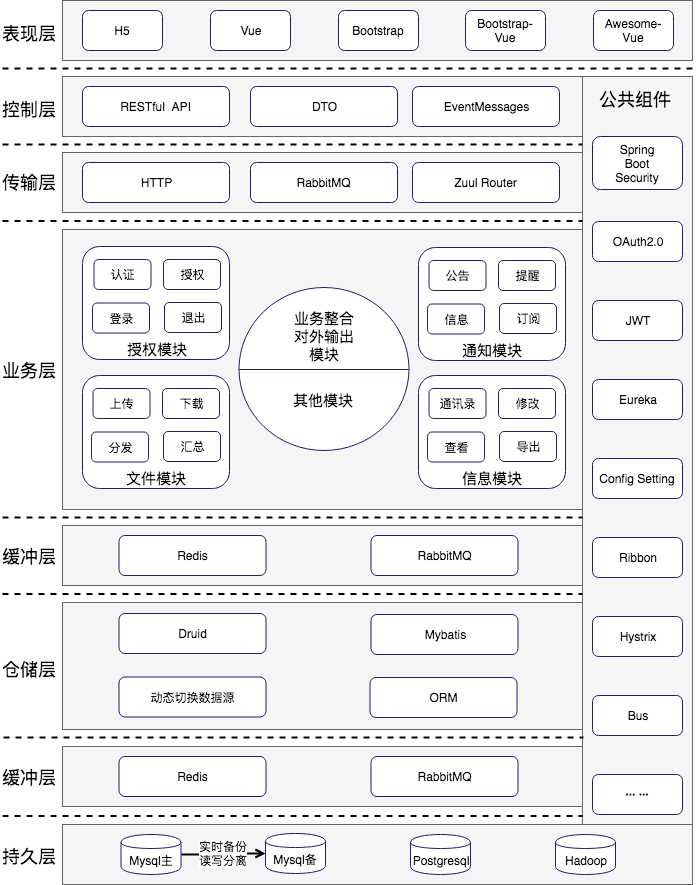 表现层
H5
Vue
Bootstrap
Bootstrap-
Vue
Awesome-
Vue
控制层
RESTful API
DTO
EventMessages
传输层
HTTP
RabbitMQ
Zuul Router
业务层
认证
授权
登录
退出
授权模块
上传
下载
分发
汇总
文件模块
业务整合
对外输出
模块
其他模块
公告
提醒
信息
订阅
通知模块
通讯录
修改
查看
导出
信息模块
缓冲层
Redis
RabbitMQ
仓储层
Druid
Mybatis
动态切换数据源
ORM
缓冲层
Redis
RabbitMQ
公共组件
Spring
Boot
Security
OAuth2.0
JWT
Eureka
Config Setting
Ribbon
Hystrix
Bus
... ...
持久层
Mysql主
实时备份
读写分离
Mysql备
Postgresql
Hadoop